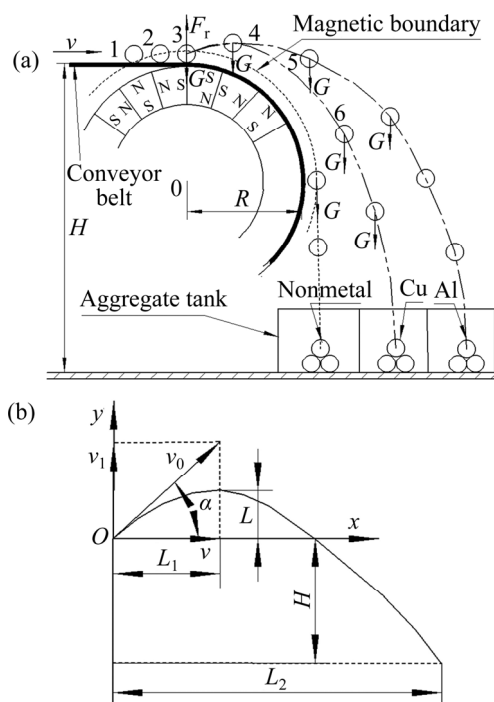 (a)
v
1 2 3 F_r 4 Magnetic boundary
5
G
G
6
G
G
G
G
G
S N N S N S S N S N N S
Conveyor
belt
0
R
H
Aggregate tank
Nonmetal
Cu
Al
(b)
y
v_1
v_0
α
L
O
v
x
L_1
H
L_2